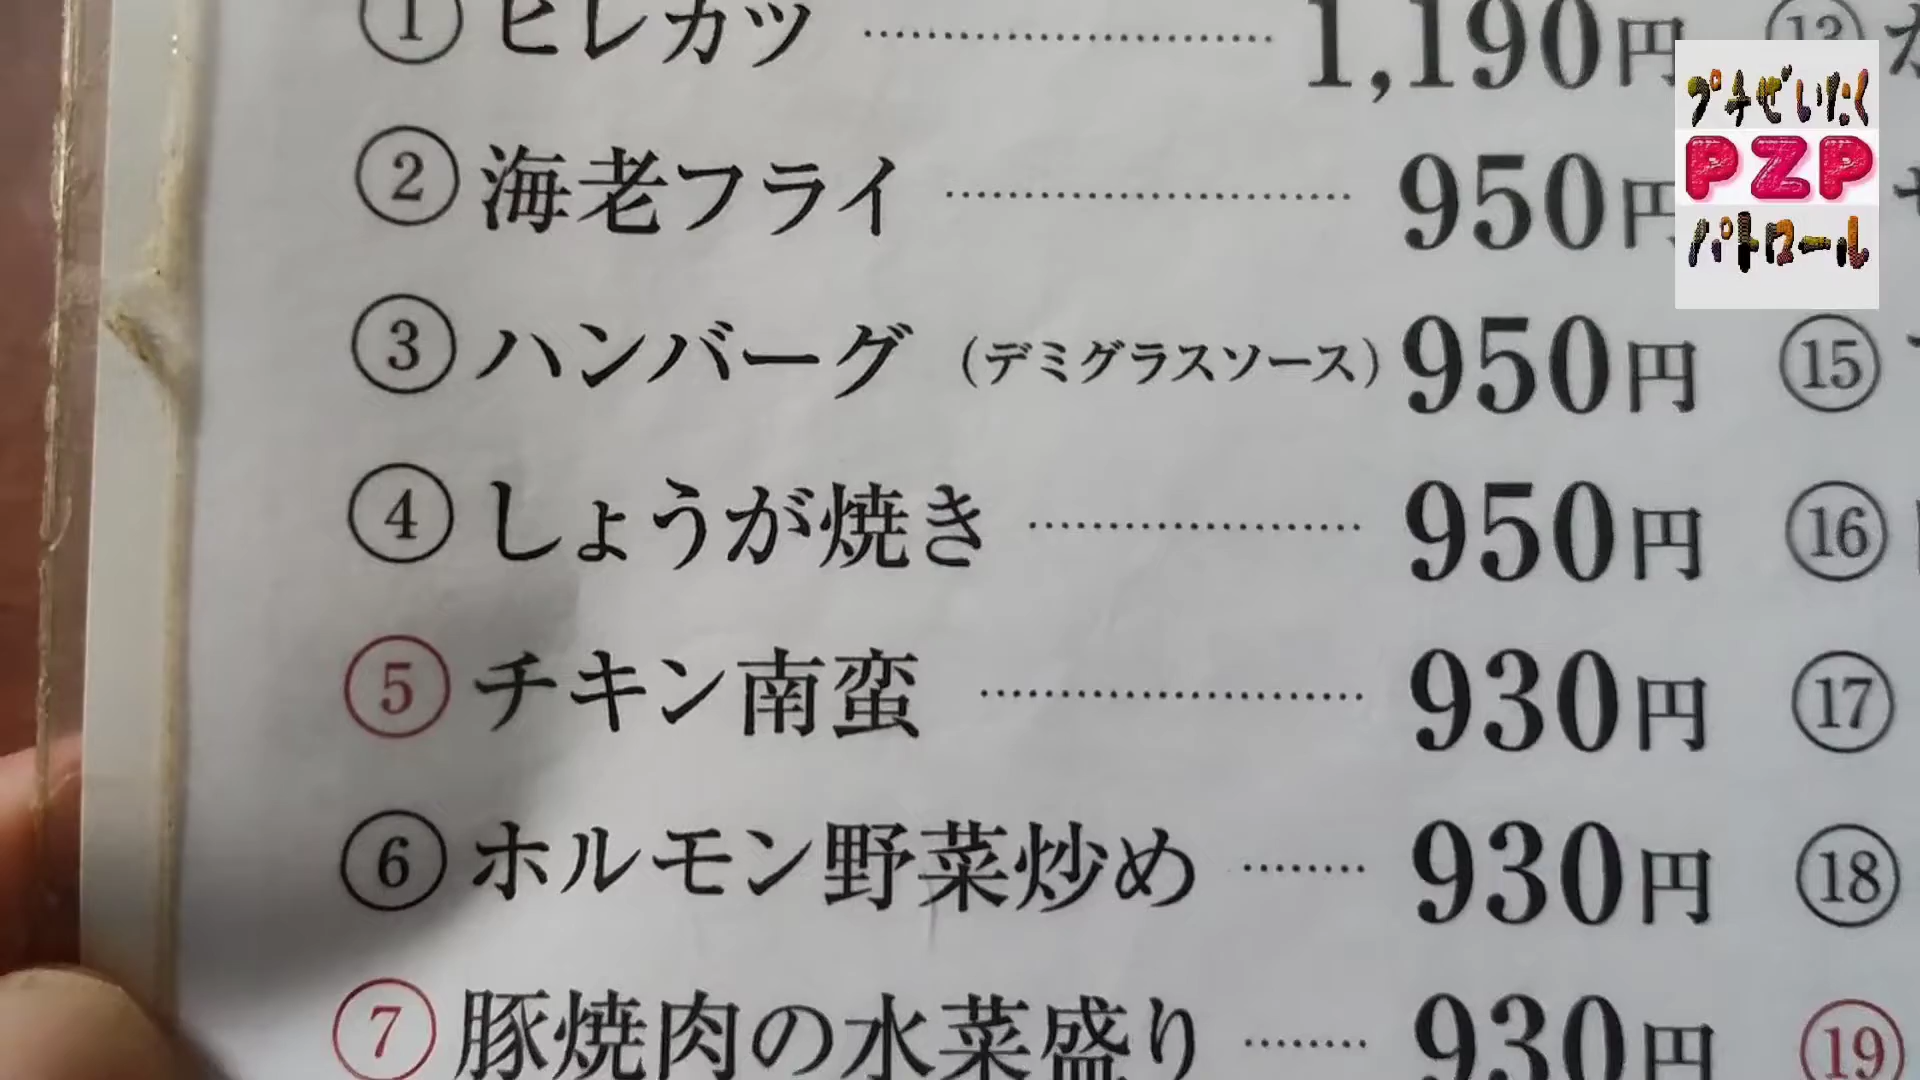 ① ヒレカツ ……… 1,190円
② 海老フライ ……… 950円
③ ハンバーグ (デミグラスソース) 950円
④ しょうが焼き ……… 950円
⑤ チキン南蛮 ……… 930円
⑥ ホルモン野菜炒め ……… 930円
⑦ 豚焼肉の水菜盛り ……… 930円
⑬
⑮
⑯
⑰
⑱
⑲
プチぜいたく
PZP
パトロール